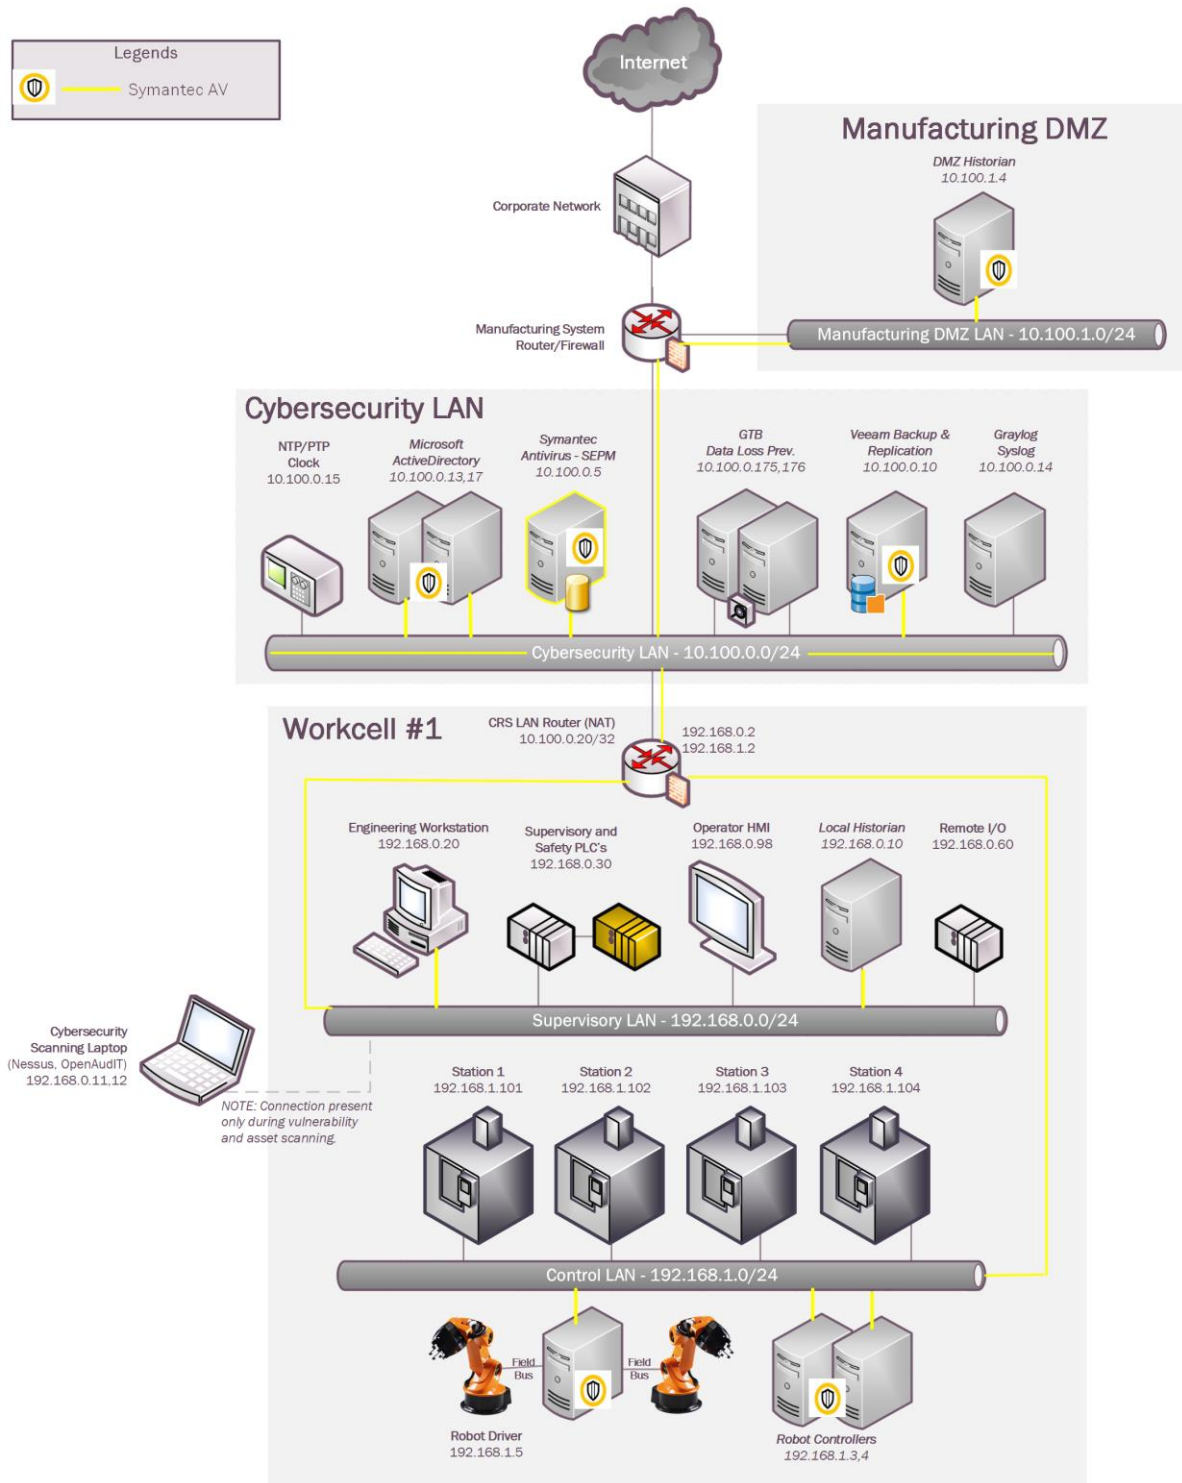 Legends
Symantec AV
Internet
Manufacturing DMZ
DMZ Historian
10.100.1.4
Corporate Network
Manufacturing System
Router/Firewall
Manufacturing DMZ LAN - 10.100.1.0/24
Cybersecurity LAN
NTP/PTP
Clock
10.100.0.15
Microsoft
ActiveDirectory
10.100.0.13,17
Symantec
Antivirus - SEPM
10.100.0.5
GTB
Data Loss Prev.
10.100.0.175,176
Veeam Backup &
Replication
10.100.0.10
Graylog
Syslog
10.100.0.14
Cybersecurity LAN - 10.100.0.0/24
Workcell #1
CRS LAN Router (NAT)
10.100.0.20/32
192.168.0.2
192.168.1.2
Engineering Workstation
192.168.0.20
Supervisory and
Safety PLC's
192.168.0.30
Operator HMI
192.168.0.98
Local Historian
192.168.0.10
Remote I/O
192.168.0.60
Supervisory LAN - 192.168.0.0/24
Cybersecurity
Scanning Laptop
(Nessus, OpenAudIT)
192.168.0.11,12
NOTE: Connection present
only during vulnerability
and asset scanning.
Station 1
192.168.1.101
Station 2
192.168.1.102
Station 3
192.168.1.103
Station 4
192.168.1.104
Control LAN - 192.168.1.0/24
Field
Bus
Field
Bus
Robot Driver
192.168.1.5
Robot Controllers
192.168.1.3,4